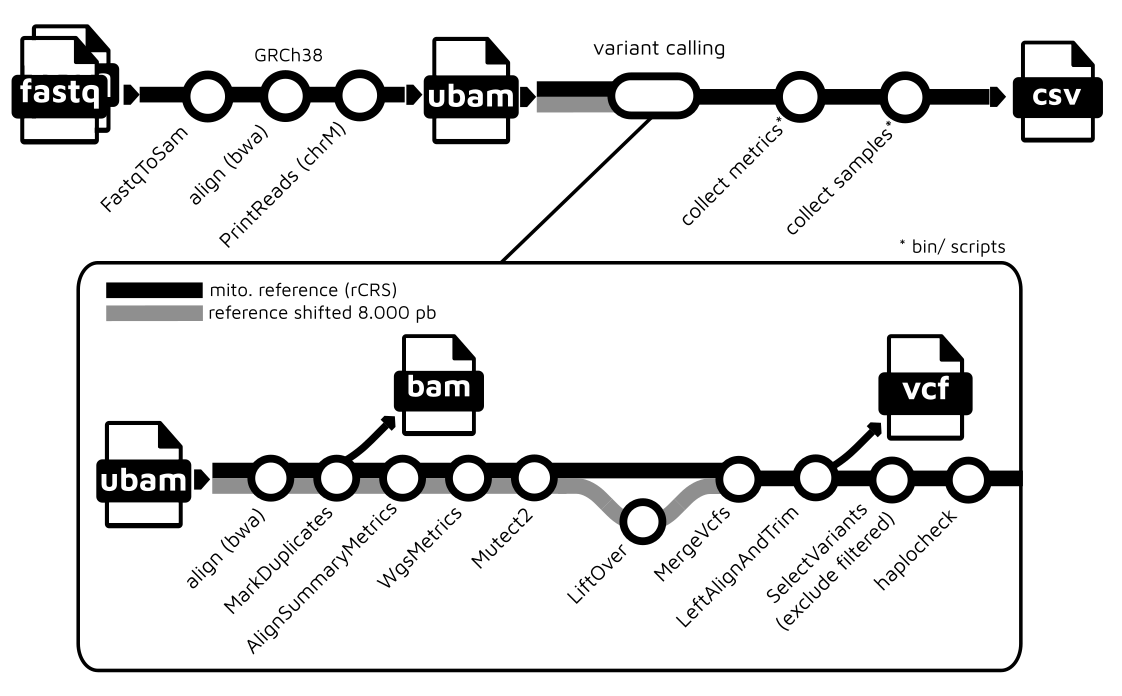 GRCh38
variant calling
fastq
ubam
csv
FastqToSam
align (bwa)
PrintReads (chrM)
collect metrics*
collect samples*
* bin/ scripts
mito. reference (rCRS)
reference shifted 8.000 pb
bam
vcf
ubam
align (bwa)
MarkDuplicates
AlignSummaryMetrics
WgsMetrics
Mutect2
LiftOver
MergeVcfs
LeftAlignAndTrim
SelectVariants
(exclude filtered)
haplocheck